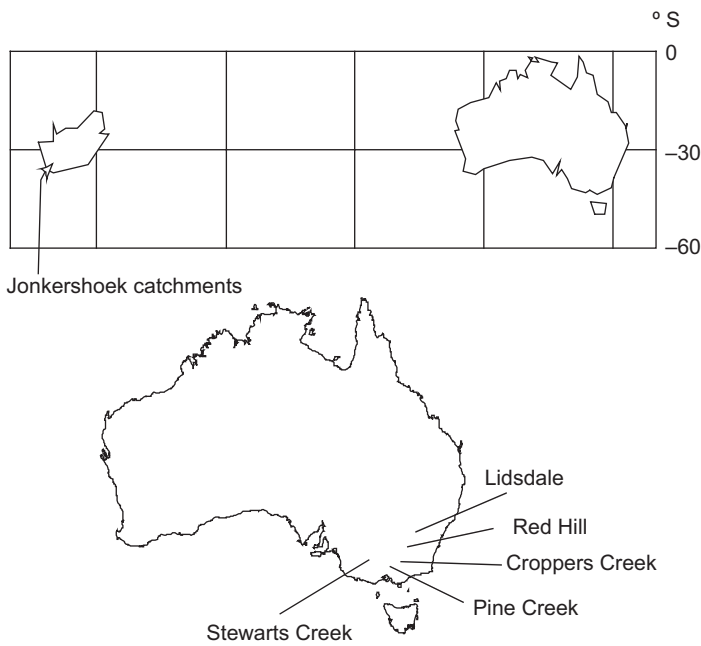 º S
0
–30
–60
Jonkershoek catchments
Lidsdale
Red Hill
Croppers Creek
Pine Creek
Stewarts Creek